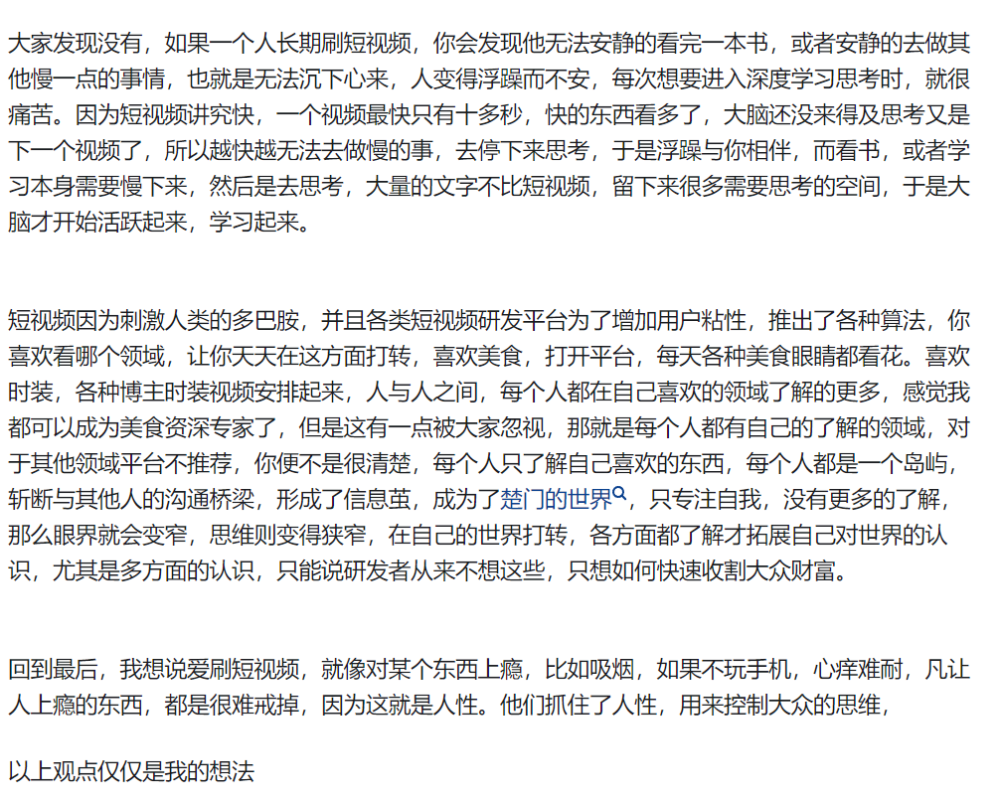 大家发现没有，如果一个人长期刷短视频，你会发现他无法安静的看完一本书，或者安静的去做其
他慢一点的事情，也就是无法沉下心来，人变得浮躁而不安，每次想要进入深度学习思考时，就很
痛苦。因为短视频讲究快，一个视频最快只有十多秒，快的东西看多了，大脑还没来得及思考又是
下一个视频了，所以越快越无法去做慢的事，去停下来思考，于是浮躁与你相伴，而看书，或者学
习本身需要慢下来，然后是去思考，大量的文字不比短视频，留下来很多需要思考的空间，于是大
脑才开始活跃起来，学习起来。
短视频因为刺激人类的多巴胺，并且各类短视频研发平台为了增加用户粘性，推出了各种算法，你
喜欢看哪个领域，让你天天在这方面打转，喜欢美食，打开平台，每天各种美食眼睛都看花。喜欢
时装，各种博主时装视频安排起来，人与人之间，每个人都在自己喜欢的领域了解的更多，感觉我
都可以成为美食资深专家了，但是这有一点被大家忽视，那就是每个人都有自己的了解的领域，对
于其他领域平台不推荐，你便不是很清楚，每个人只了解自己喜欢的东西，每个人都是一个岛屿，
斩断与其他人的沟通桥梁，形成了信息茧，成为了楚门的世界，只专注自我，没有更多的了解，
那么眼界就会变窄，思维则变得狭窄，在自己的世界打转，各方面都了解才拓展自己对世界的认
识，尤其是多方面的认识，只能说研发者从来不想这些，只想如何快速收割大众财富。
回到最后，我想说爱刷短视频，就像对某个东西上瘾，比如吸烟，如果不玩手机，心痒难耐，凡让
人上瘾的东西，都是很难戒掉，因为这就是人性。他们抓住了人性，用来控制大众的思维，
以上观点仅仅是我的想法